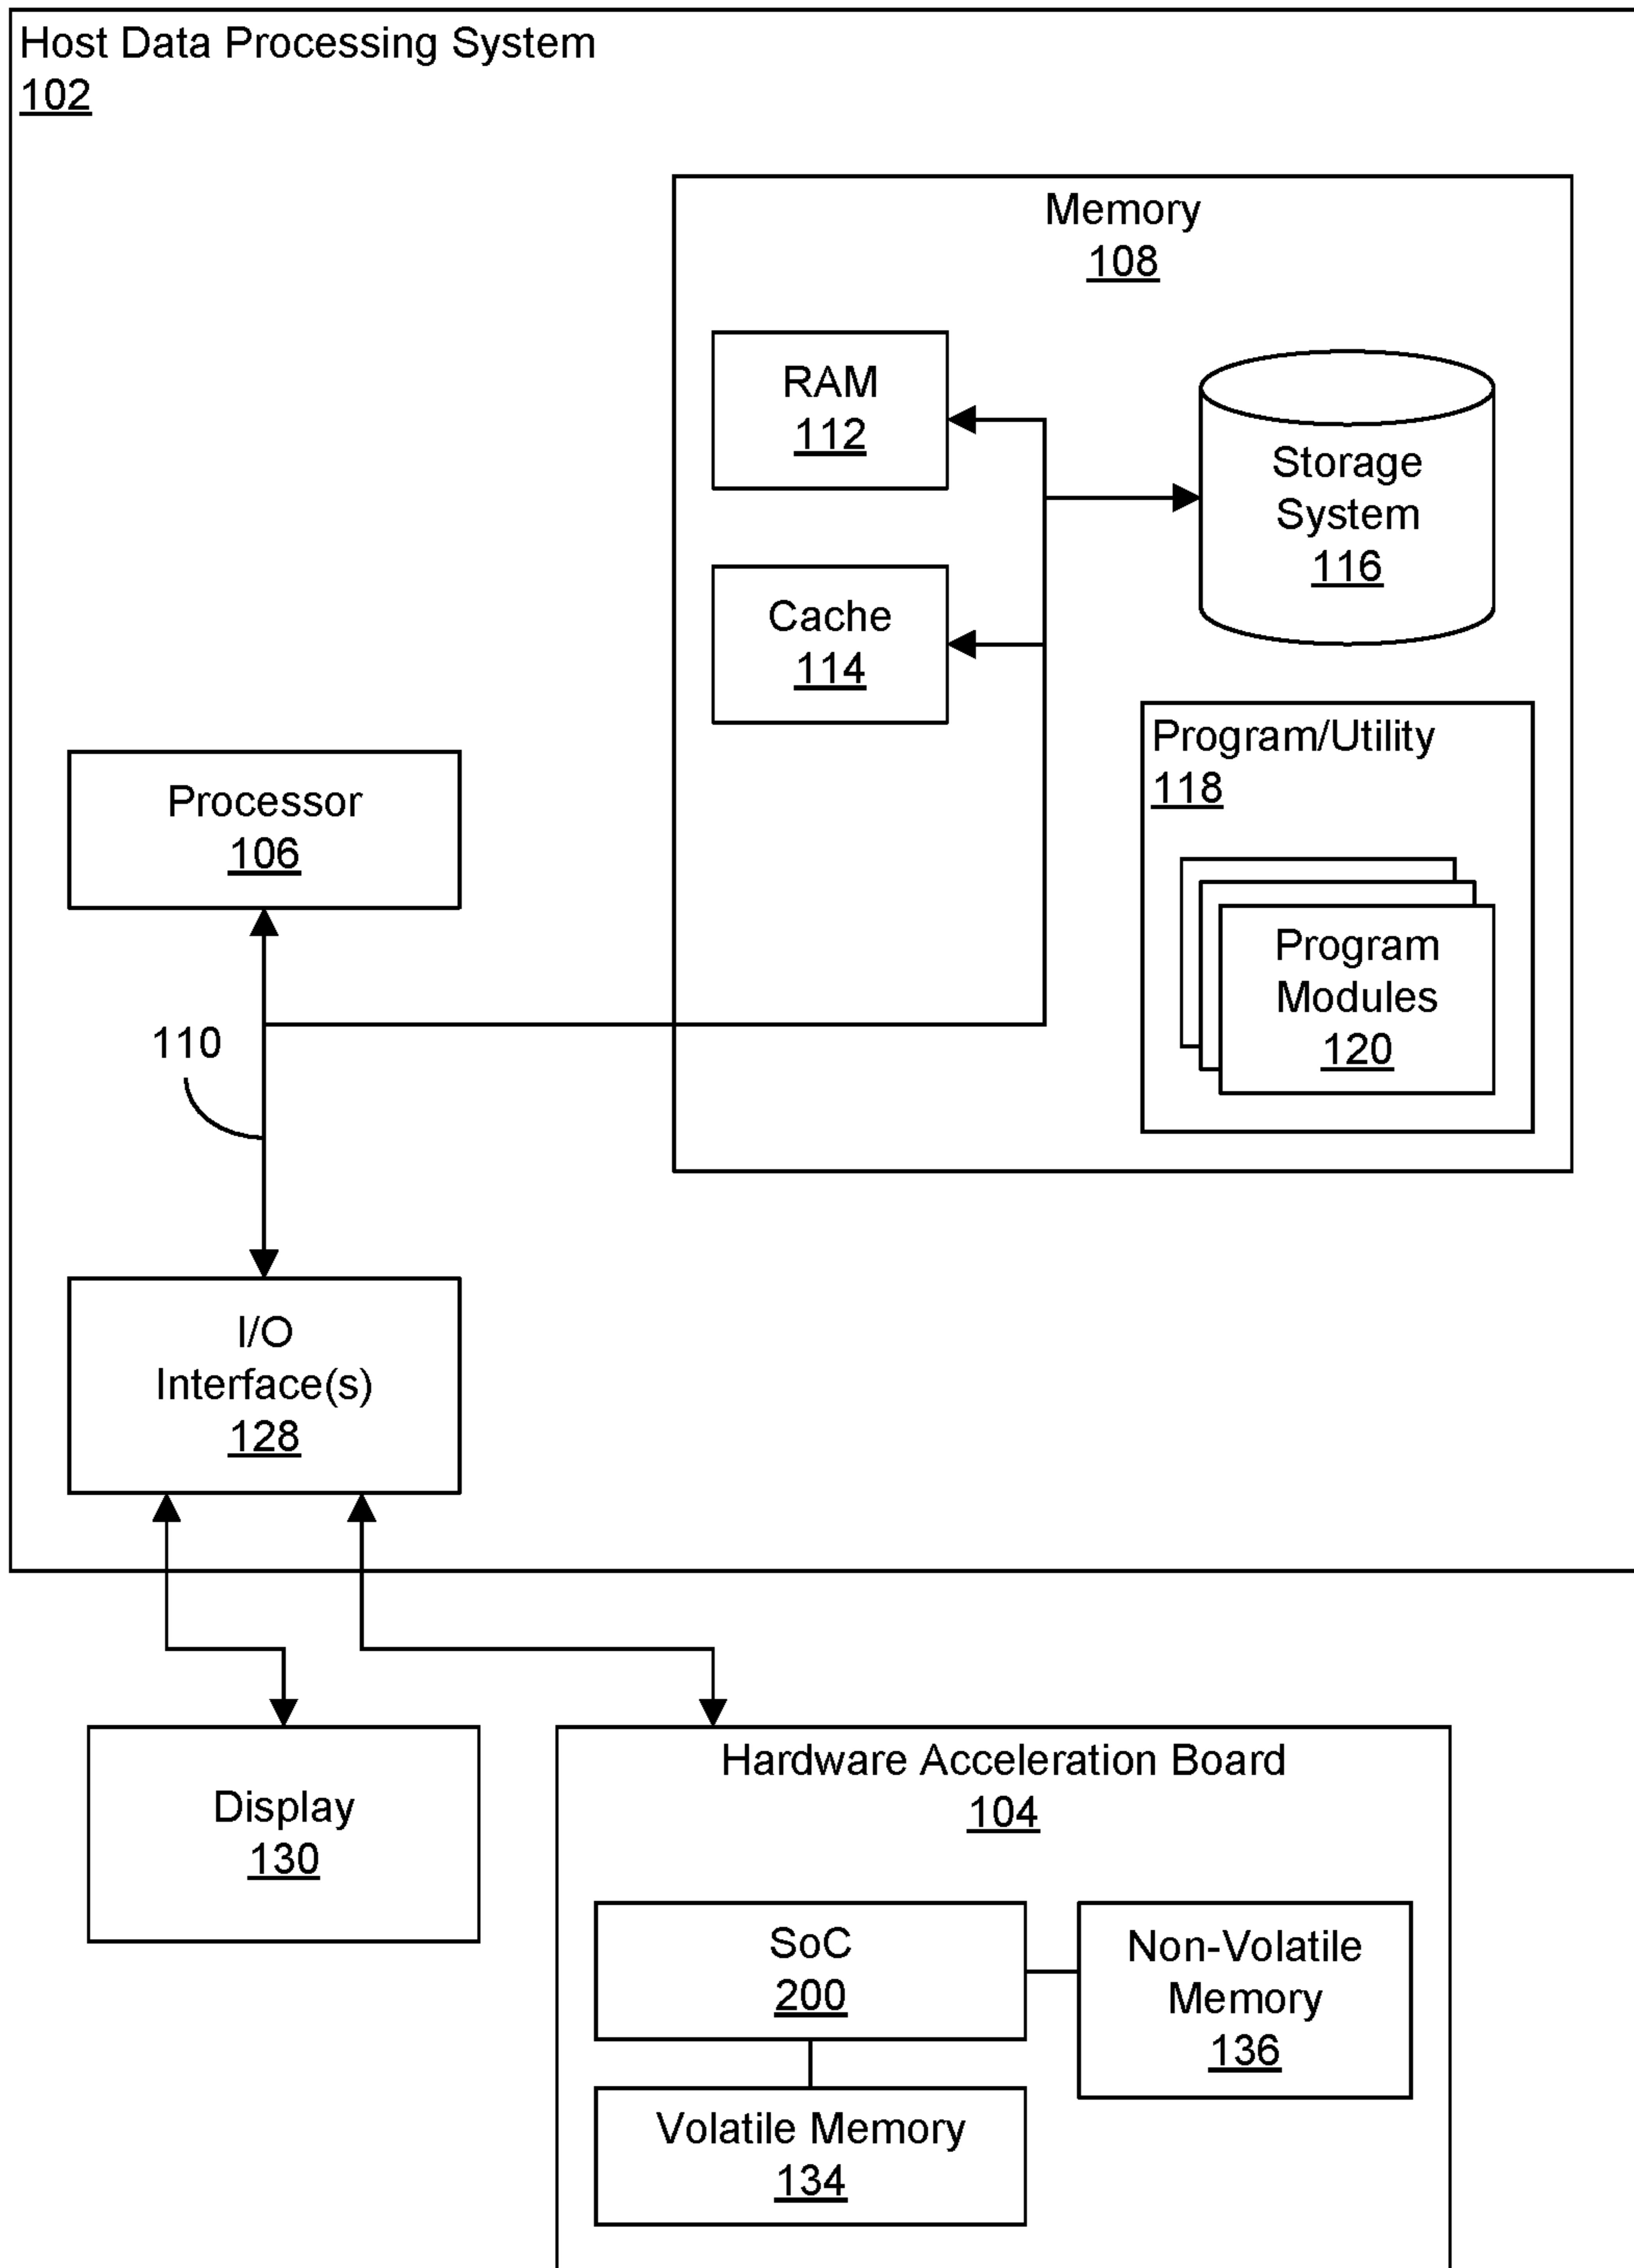 Host Data Processing System
102
Memory
108
RAM
112
Storage
System
116
Cache
114
Program/Utility
118
Program
Modules
120
Processor
106
110
I/O
Interface(s)
128
Display
130
Hardware Acceleration Board
104
SoC
200
Non-Volatile
Memory
136
Volatile Memory
134